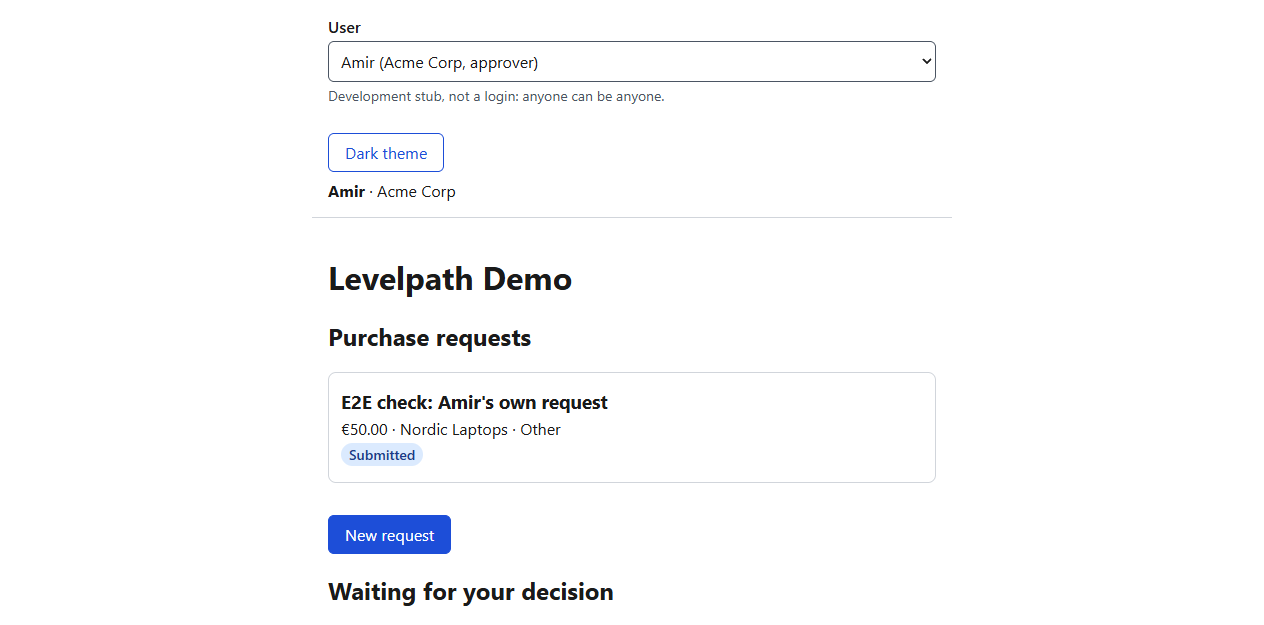 User
Amir (Acme Corp, approver)
Development stub, not a login: anyone can be anyone.
Dark theme
Amir · Acme Corp
Levelpath Demo
Purchase requests
E2E check: Amir's own request
€50.00 · Nordic Laptops · Other
Submitted
New request
Waiting for your decision